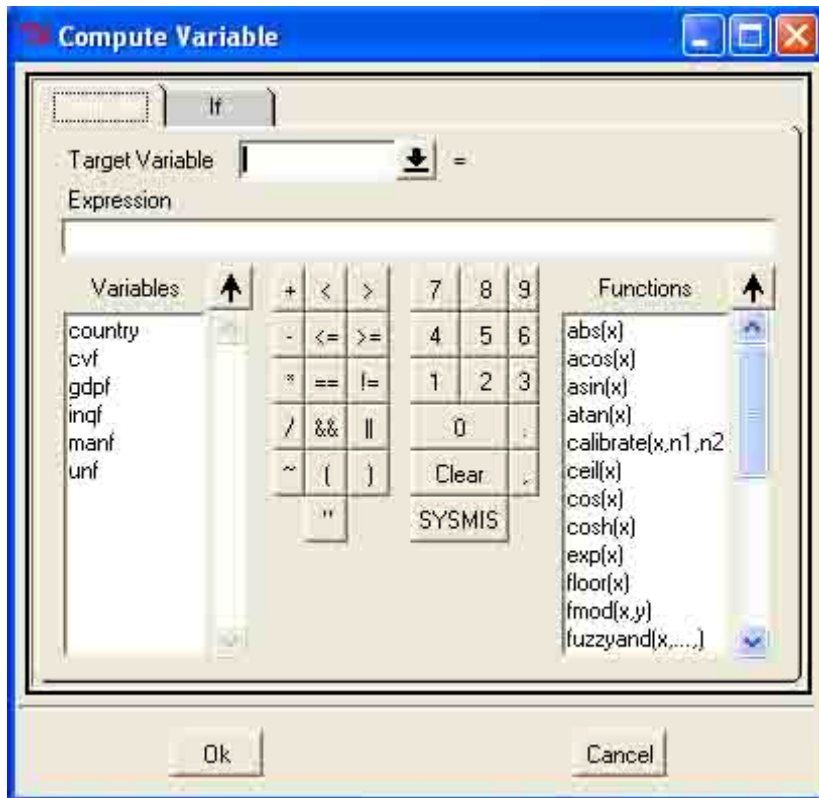 Compute Variable
If
Target Variable =
Expression
Variables
country
cvf
gdpf
inqf
manf
unf
+ < >
- <= >=
* == !=
/ && ||
~ ( )
"
7 8 9
4 5 6
1 2 3
0 .
Clear ,
SYSMIS
Functions
abs(x)
acos(x)
asin(x)
atan(x)
calibrate(x,n1,n2
ceil(x)
cos(x)
cosh(x)
exp(x)
floor(x)
fmod(x,y)
fuzzyand(x,...,)
Ok Cancel